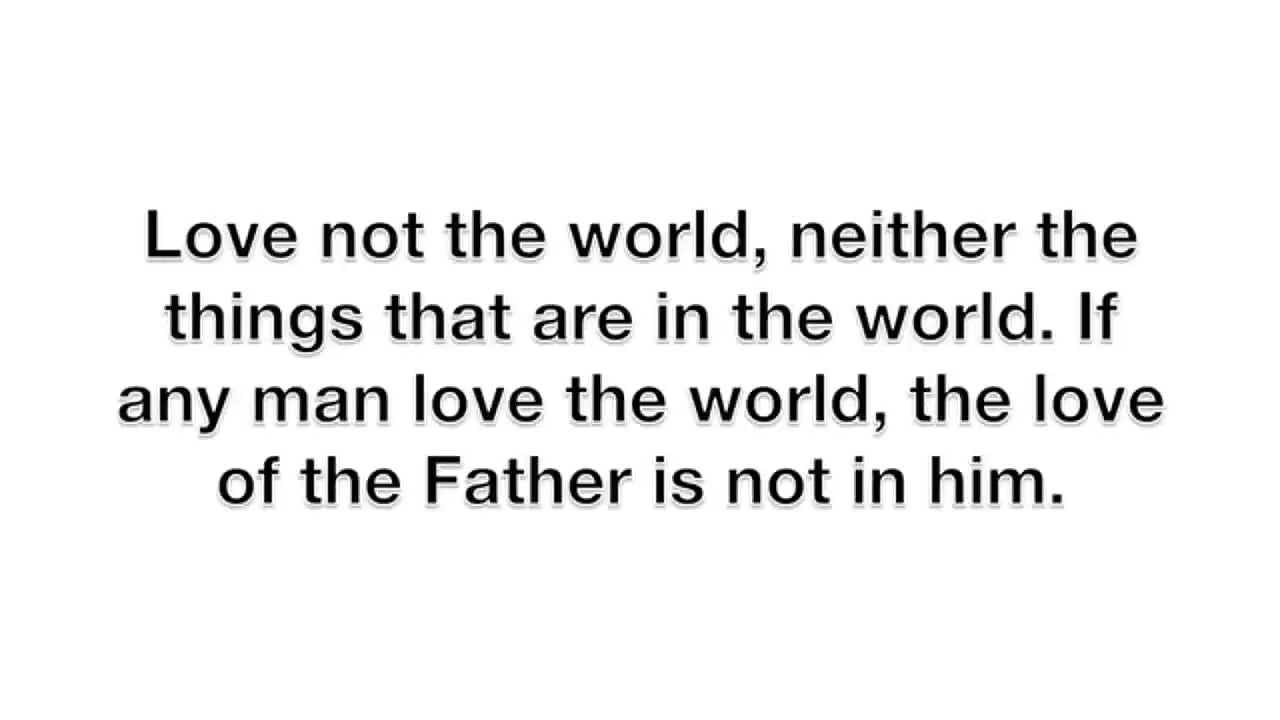 Love not the world, neither the
things that are in the world. If
any man love the world, the love
of the Father is not in him.